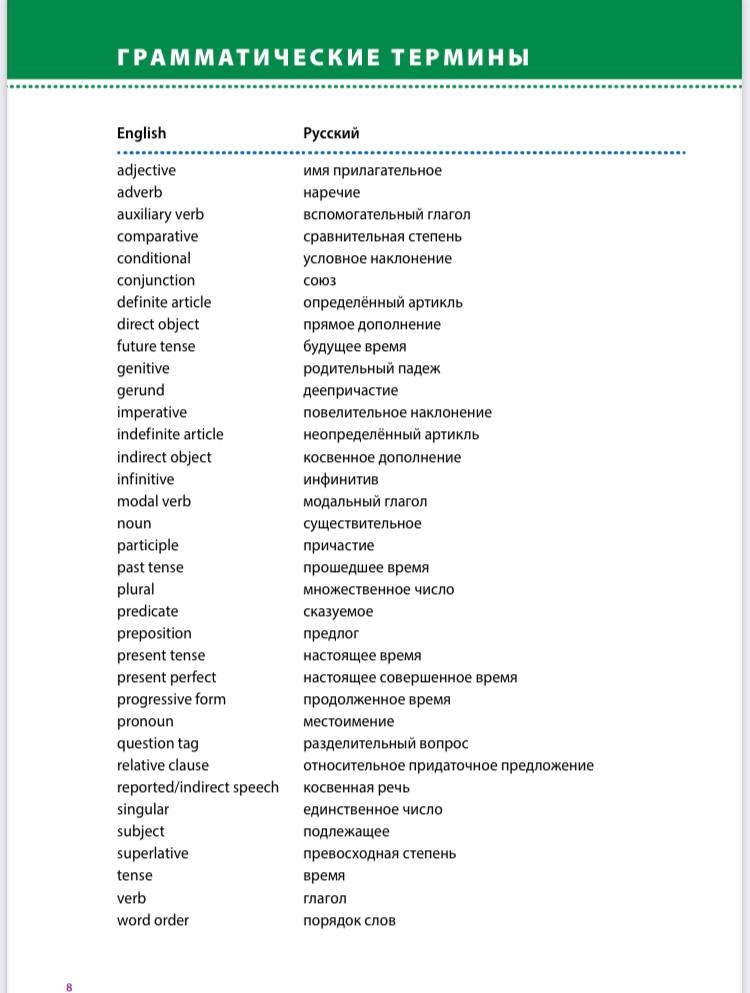 ГРАММАТИЧЕСКИЕ ТЕРМИНЫ
English Русский
adjective имя прилагательное
adverb наречие
auxiliary verb вспомогательный глагол
comparative сравнительная степень
conditional условное наклонение
conjunction союз
definite article определённый артикль
direct object прямое дополнение
future tense будущее время
genitive родительный падеж
gerund деепричастие
imperative повелительное наклонение
indefinite article неопределённый артикль
indirect object косвенное дополнение
infinitive инфинитив
modal verb модальный глагол
noun существительное
participle причастие
past tense прошедшее время
plural множественное число
predicate сказуемое
preposition предлог
present tense настоящее время
present perfect настоящее совершенное время
progressive form продолженное время
pronoun местоимение
question tag разделительный вопрос
relative clause относительное придаточное предложение
reported/indirect speech косвенная речь
singular единственное число
subject подлежащее
superlative превосходная степень
tense время
verb глагол
word order порядок слов
8